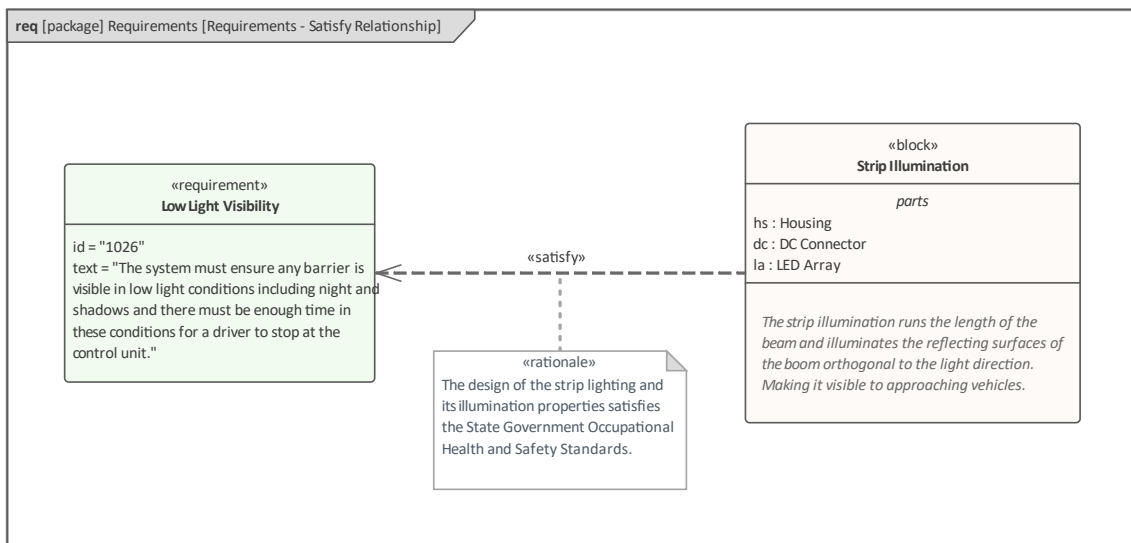 req [package] Requirements [Requirements - Satisfy Relationship]
«requirement»
Low Light Visibility
id = "1026"
text = "The system must ensure any barrier is
visible in low light conditions including night and
shadows and there must be enough time in
these conditions for a driver to stop at the
control unit."
«satisfy»
«rationale»
The design of the strip lighting and
its illumination properties satisfies
the State Government Occupational
Health and Safety Standards.
«block»
Strip Illumination
parts
hs : Housing
dc : DC Connector
la : LED Array
The strip illumination runs the length of the
beam and illuminates the reflecting surfaces of
the boom orthogonal to the light direction.
Making it visible to approaching vehicles.